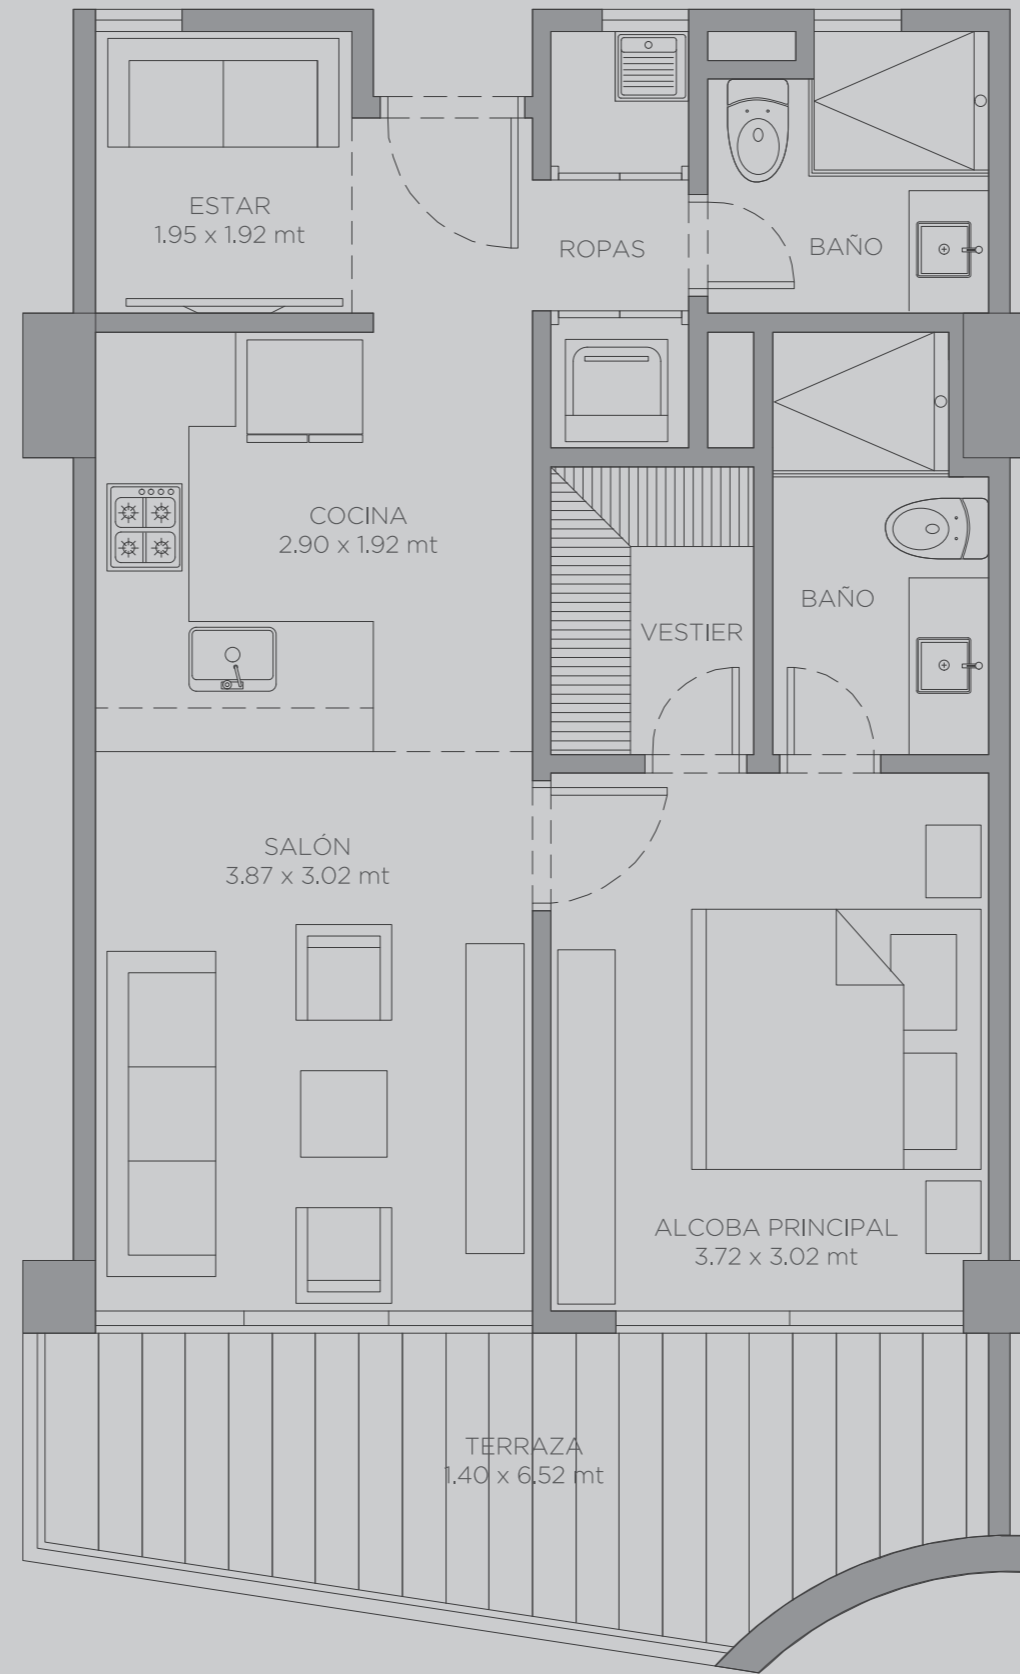 ESTAR
1.95 x 1.92 mt
ROPAS
BAÑO
COCINA
2.90 x 1.92 mt
BAÑO
VESTIER
SALÓN
3.87 x 3.02 mt
ALCOBA PRINCIPAL
3.72 x 3.02 mt
TERRAZA
1.40 x 6.52 mt